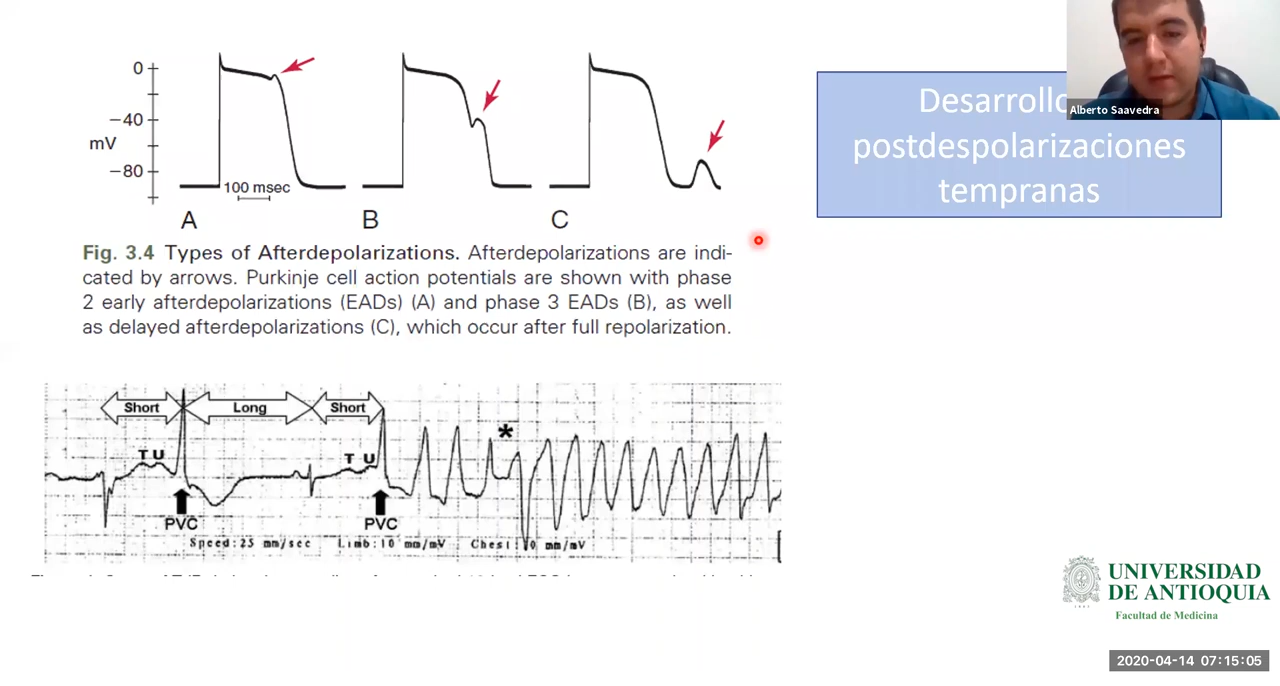 0
−40
mV
−80
100 msec
A
B
C
Fig. 3.4 Types of Afterdepolarizations. Afterdepolarizations are indi-
cated by arrows. Purkinje cell action potentials are shown with phase
2 early afterdepolarizations (EADs) (A) and phase 3 EADs (B), as well
as delayed afterdepolarizations (C), which occur after full repolarization.
Desarrollo
postdespolarizaciones
tempranas
Alberto Saavedra
Short
Long
Short
*
T U
T U
PVC
PVC
Speed:25 mm/sec Limb:10 mm/mV Chest:10 mm/mV
UNIVERSIDAD
DE ANTIOQUIA
Facultad de Medicina
1803
2020-04-14 07:15:05